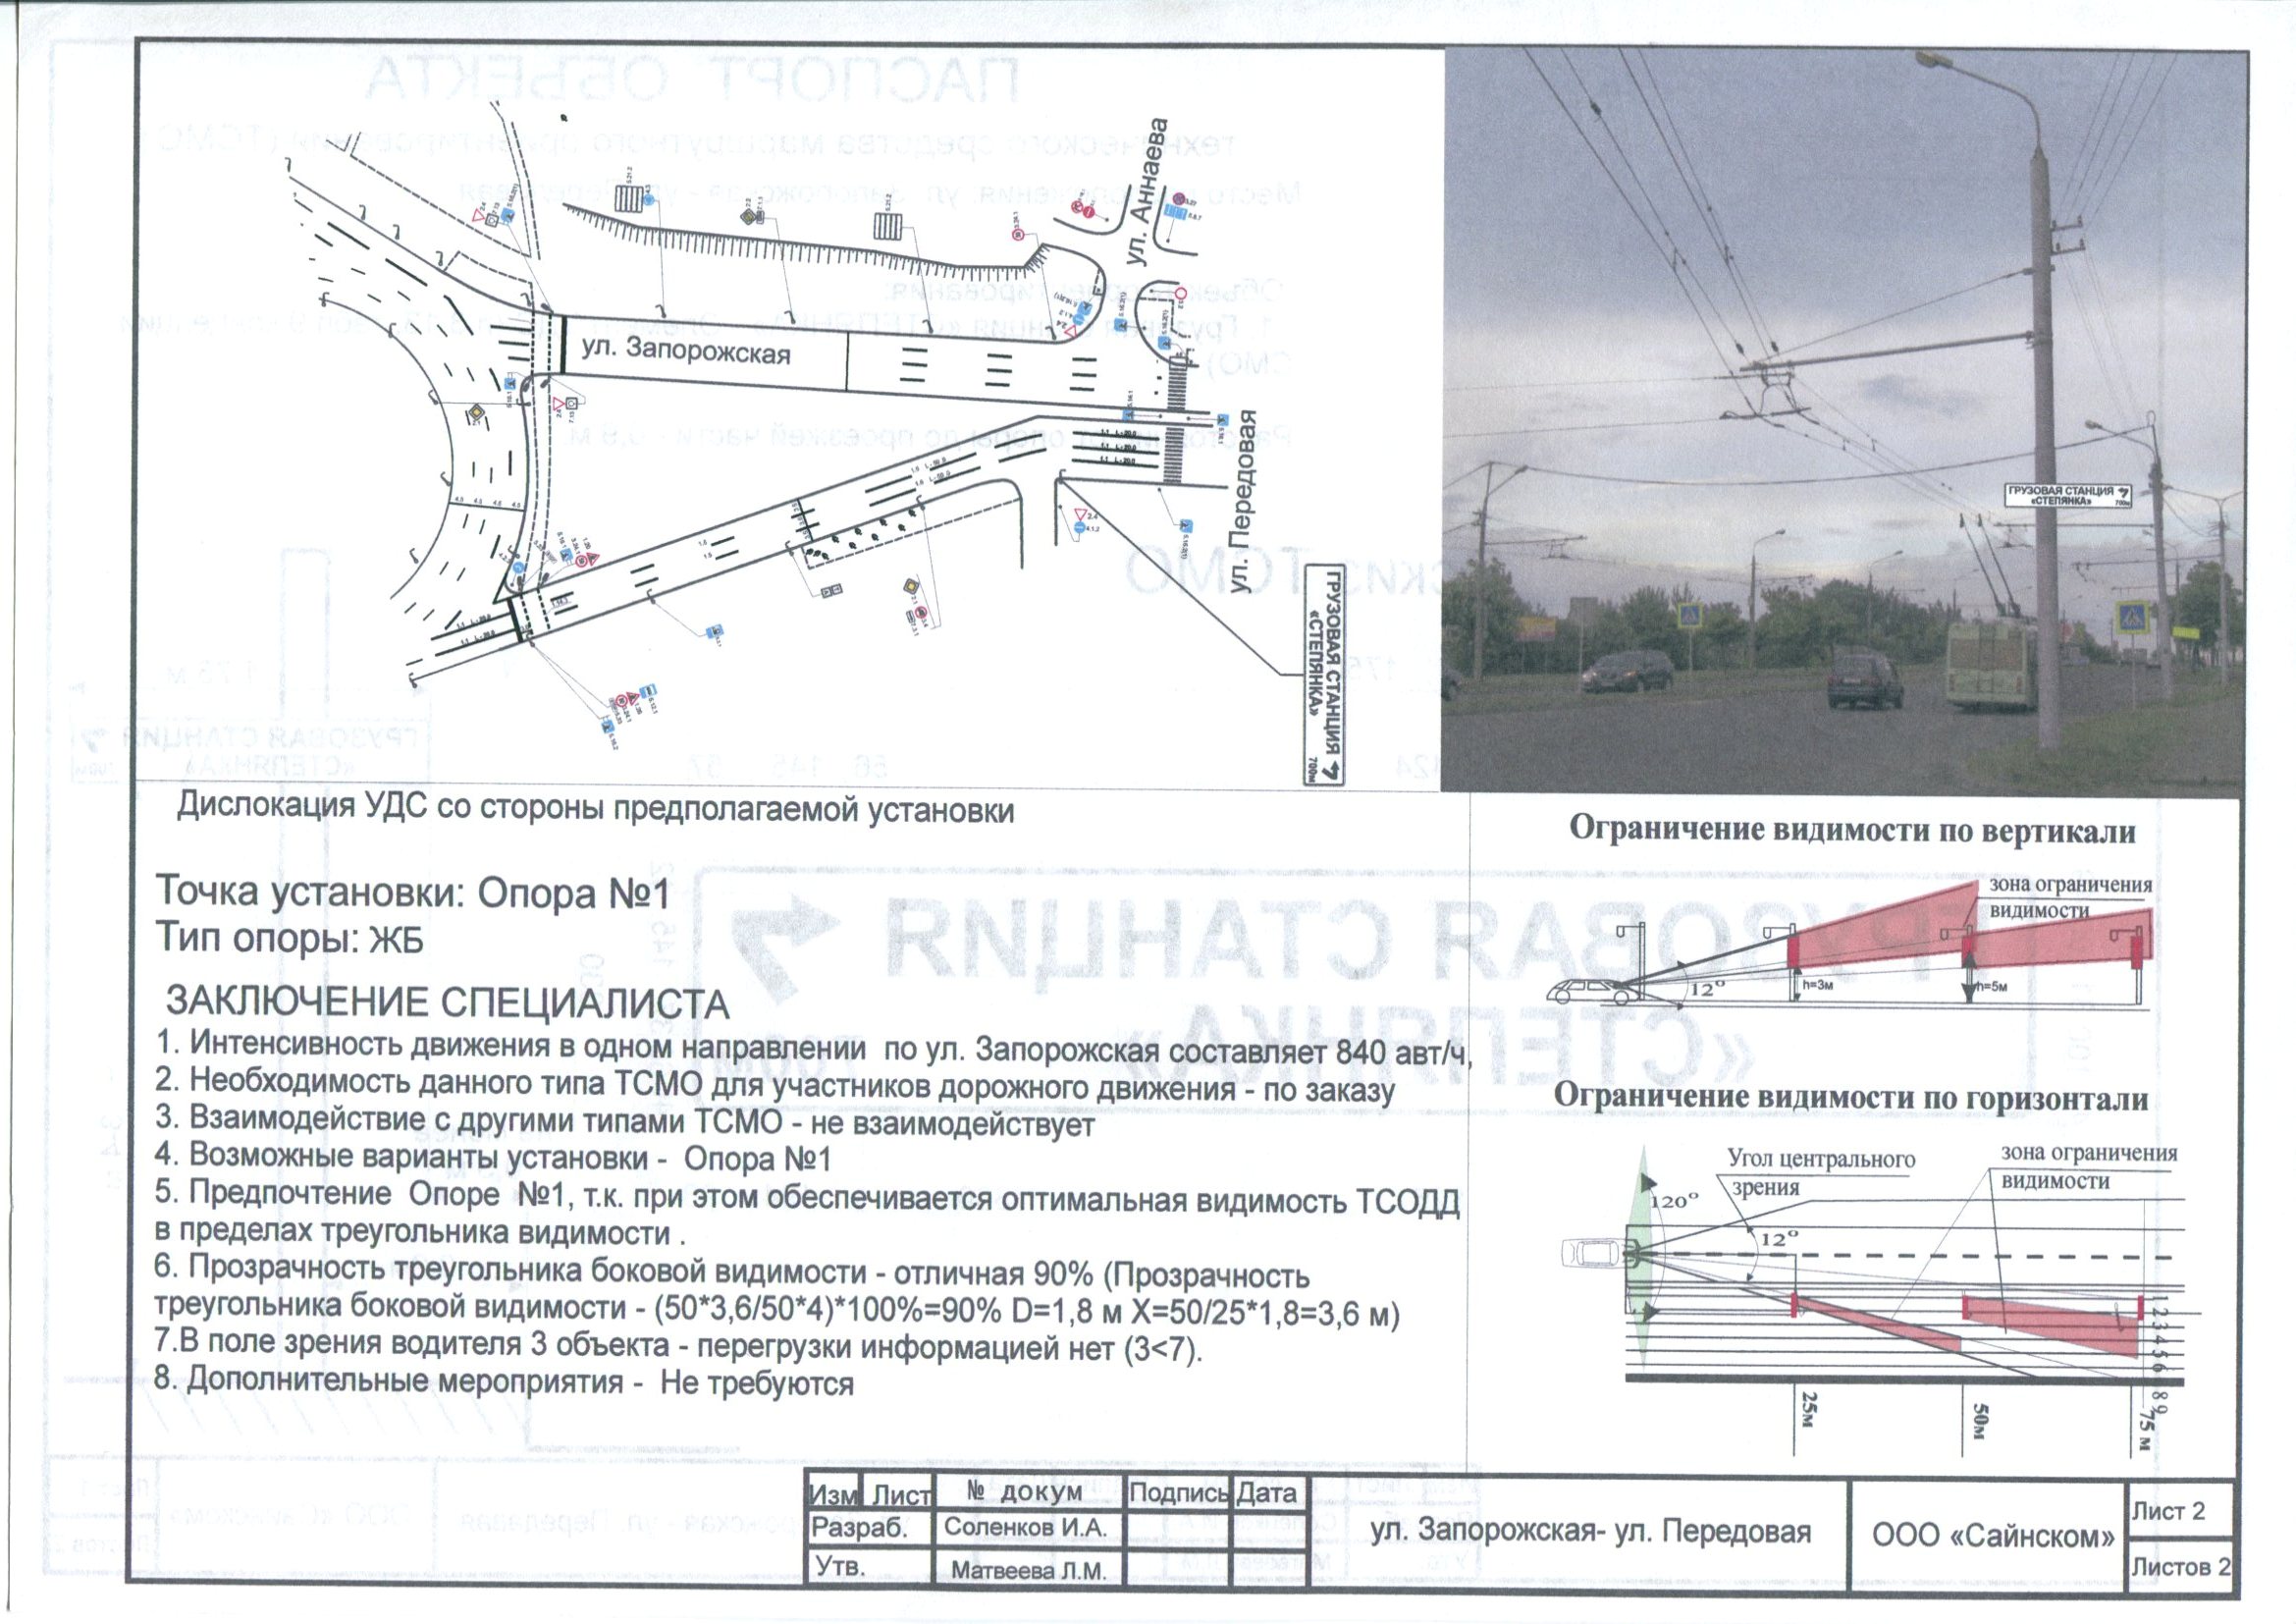 ул. Аннаева
ул. Запорожская
ул. Передовая
ГРУЗОВАЯ СТАНЦИЯ
«СТЕПЯНКА»
700м
ГРУЗОВАЯ СТАНЦИЯ
«СТЕПЯНКА»
700м
Дислокация УДС со стороны предполагаемой установки
Точка установки: Опора №1
Тип опоры: ЖБ
ЗАКЛЮЧЕНИЕ СПЕЦИАЛИСТА
1. Интенсивность движения в одном направлении по ул. Запорожская составляет 840 авт/ч,
2. Необходимость данного типа ТСМО для участников дорожного движения - по заказу
3. Взаимодействие с другими типами ТСМО - не взаимодействует
4. Возможные варианты установки - Опора №1
5. Предпочтение Опоре №1, т.к. при этом обеспечивается оптимальная видимость ТСОДД
в пределах треугольника видимости .
6. Прозрачность треугольника боковой видимости - отличная 90% (Прозрачность
треугольника боковой видимости - (50*3,6/50*4)*100%=90% D=1,8 м X=50/25*1,8=3,6 м)
7.В поле зрения водителя 3 объекта - перегрузки информацией нет (3<7).
8. Дополнительные мероприятия - Не требуются
Ограничение видимости по вертикали
зона ограничения
видимости
12°
h=3м
h=5м
Ограничение видимости по горизонтали
Угол центрального
зрения
зона ограничения
видимости
120°
12°
1 2 3 4 5 6
8 9
25м
50м
75 м
Изм Лист № докум Подпись Дата
Разраб. Соленков И.А.
Утв. Матвеева Л.М.
ул. Запорожская- ул. Передовая
ООО «Сайнском»
Лист 2
Листов 2